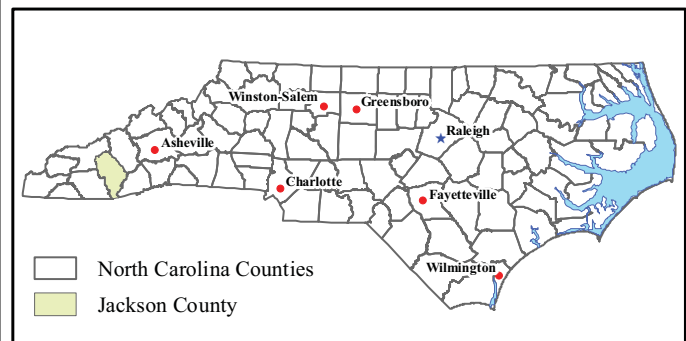 Winston-Salem
Greensboro
Raleigh
Asheville
Charlotte
Fayetteville
Wilmington
North Carolina Counties
Jackson County